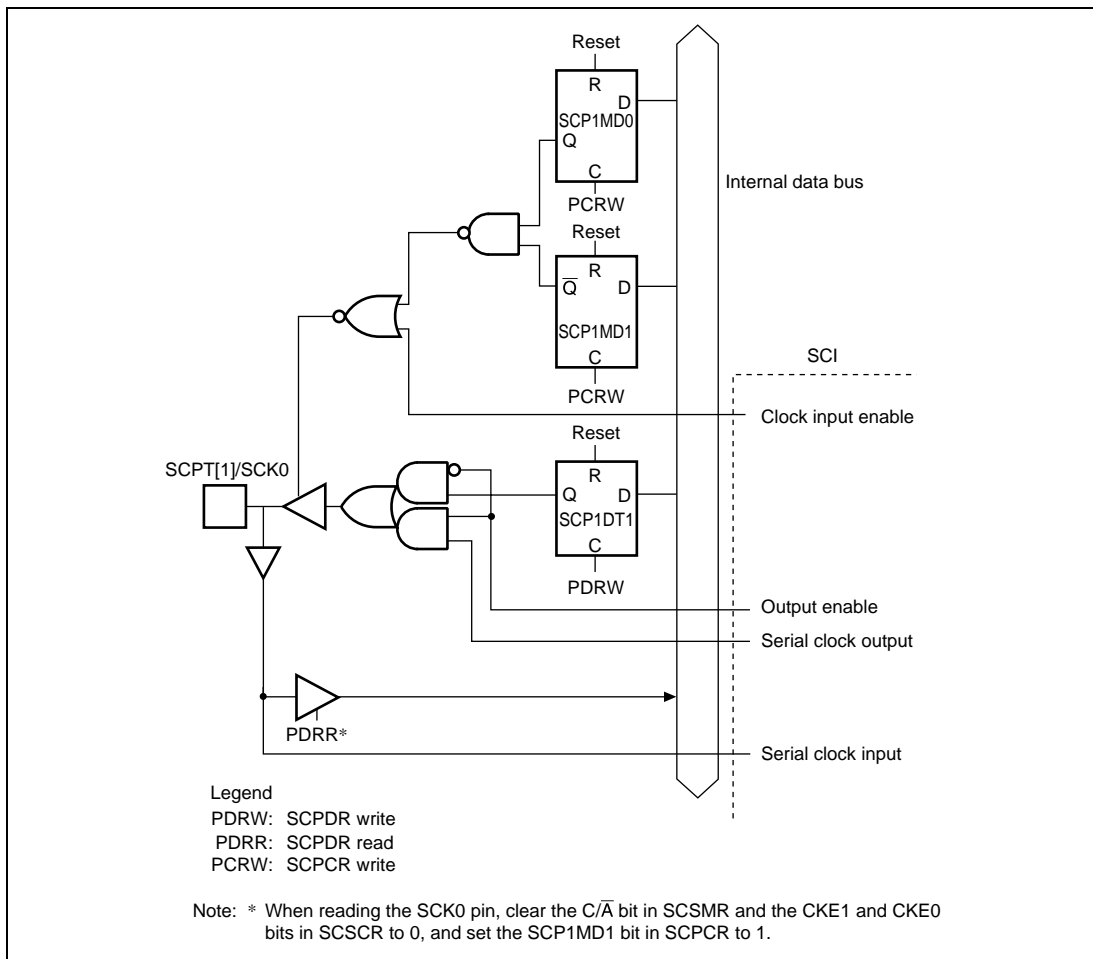 Reset
R
D
SCP1MD0
Q
C
PCRW
Internal data bus
Reset
R
Q̅
D
SCP1MD1
C
PCRW
SCI
Clock input enable
Reset
SCPT[1]/SCK0
R
Q
D
SCP1DT1
C
PDRW
Output enable
Serial clock output
PDRR*
Serial clock input
Legend
PDRW: SCPDR write
PDRR: SCPDR read
PCRW: SCPCR write
Note: * When reading the SCK0 pin, clear the C/A̅ bit in SCSMR and the CKE1 and CKE0
bits in SCSCR to 0, and set the SCP1MD1 bit in SCPCR to 1.